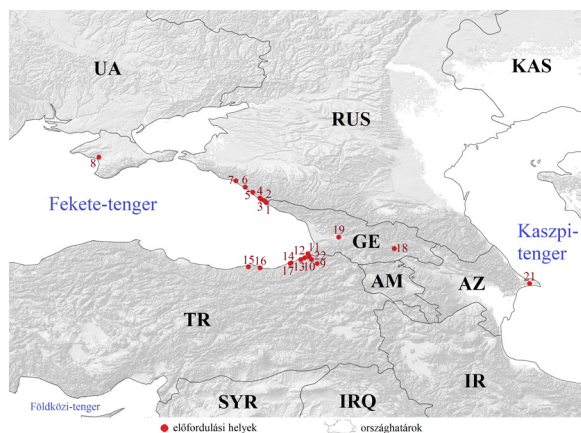 UA
KAS
RUS
8
7
6
4
2
5
3
1
Fekete-tenger
Kaszpi-
tenger
19
GE
11
12
18
14
22
15
16
13
10
9
17
AM
AZ
21
TR
IR
SYR
IRQ
Földközi-tenger
előfordulási helyek
országhatárok